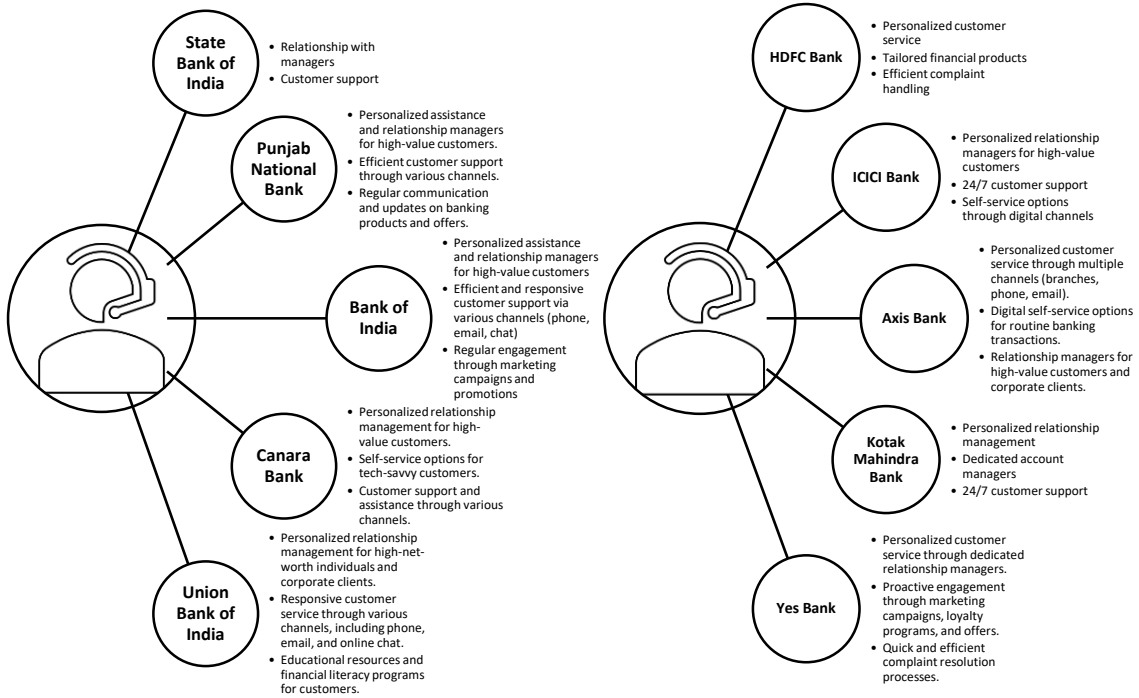 State
Bank of
India
• Relationship with
managers
• Customer support
Punjab
National
Bank
• Personalized assistance
and relationship managers
for high-value customers.
• Efficient customer support
through various channels.
• Regular communication
and updates on banking
products and offers.
Bank of
India
• Personalized assistance
and relationship managers
for high-value customers
• Efficient and responsive
customer support via
various channels (phone,
email, chat)
• Regular engagement
through marketing
campaigns and
promotions
Canara
Bank
• Personalized relationship
management for high-
value customers.
• Self-service options for
tech-savvy customers.
• Customer support and
assistance through various
channels.
Union
Bank of
India
• Personalized relationship
management for high-net-
worth individuals and
corporate clients.
• Responsive customer
service through various
channels, including phone,
email, and online chat.
• Educational resources and
financial literacy programs
for customers.
HDFC Bank
• Personalized customer
service
• Tailored financial products
• Efficient complaint
handling
ICICI Bank
• Personalized relationship
managers for high-value
customers
• 24/7 customer support
• Self-service options
through digital channels
Axis Bank
• Personalized customer
service through multiple
channels (branches,
phone, email).
• Digital self-service options
for routine banking
transactions.
• Relationship managers for
high-value customers and
corporate clients.
Kotak
Mahindra
Bank
• Personalized relationship
management
• Dedicated account
managers
• 24/7 customer support
Yes Bank
• Personalized customer
service through dedicated
relationship managers.
• Proactive engagement
through marketing
campaigns, loyalty
programs, and offers.
• Quick and efficient
complaint resolution
processes.